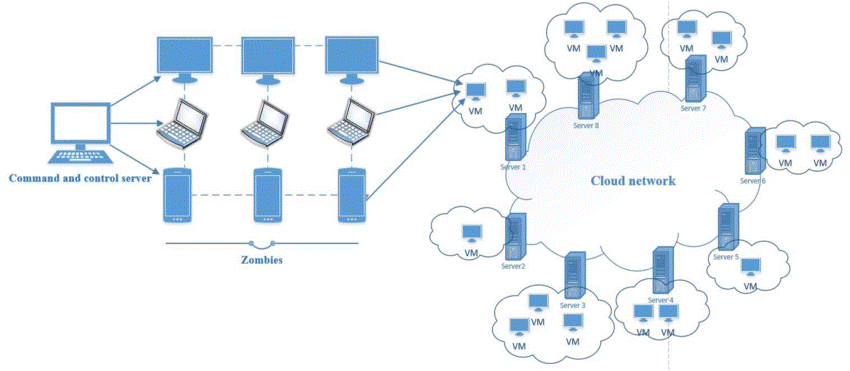 VM
VM
VM
VM
VM
VM
VM
VM
Server 8
Server 7
Server 1
VM
VM
Cloud network
Server 6
Command and control server
VM
Server2
Server 5
Zombies
VM
Server 3
Server 4
VM
VM
VM
VM
VM
VM